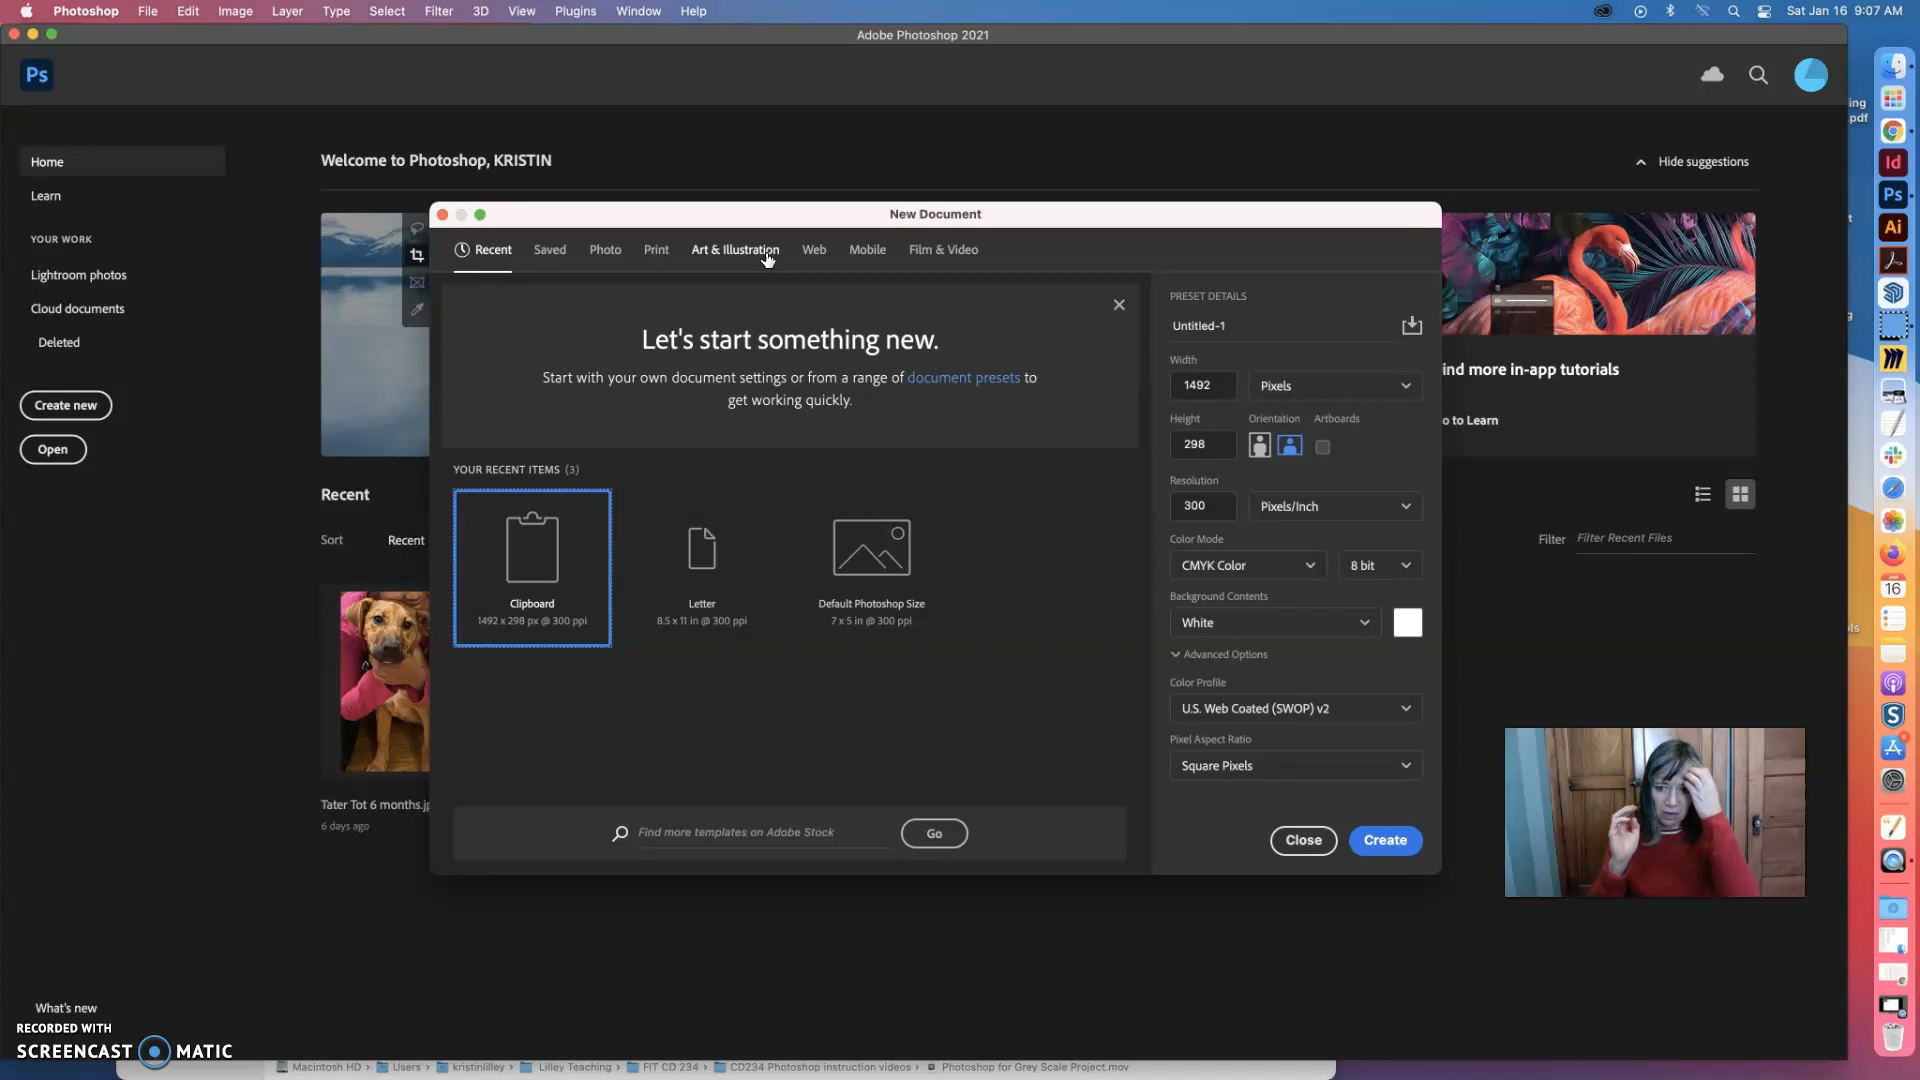 Photoshop File Edit Image Layer Type Select Filter 3D View Plugins Window Help Sat Jan 16 9:07 AM
Adobe Photoshop 2021
Ps
Home
Learn
YOUR WORK
Lightroom photos
Cloud documents
Deleted
Create new
Open
Welcome to Photoshop, KRISTIN
Hide suggestions
New Document
Recent Saved Photo Print Art & Illustration Web Mobile Film & Video
Let's start something new.
Start with your own document settings or from a range of document presets to
get working quickly.
YOUR RECENT ITEMS (3)
Clipboard
1492 x 298 px @ 300 ppi
Letter
8.5 x 11 in @ 300 ppi
Default Photoshop Size
7 x 5 in @ 300 ppi
Find more templates on Adobe Stock
Go
PRESET DETAILS
Untitled-1
Width
1492 Pixels
Height Orientation Artboards
298
Resolution
300 Pixels/Inch
Color Mode
CMYK Color 8 bit
Background Contents
White
Advanced Options
Color Profile
U.S. Web Coated (SWOP) v2
Pixel Aspect Ratio
Square Pixels
Close Create
ind more in-app tutorials
o to Learn
Recent
Sort Recent
Filter Filter Recent Files
Tater Tot 6 months.jp
6 days ago
What's new
RECORDED WITH
SCREENCAST MATIC
Macintosh HD › Users › kristinlilley › Lilley Teaching › FIT CD 234 › CD234 Photoshop instruction videos › Photoshop for Grey Scale Project.mov
ing
.pdf
Id
Ps
Ai
16
S